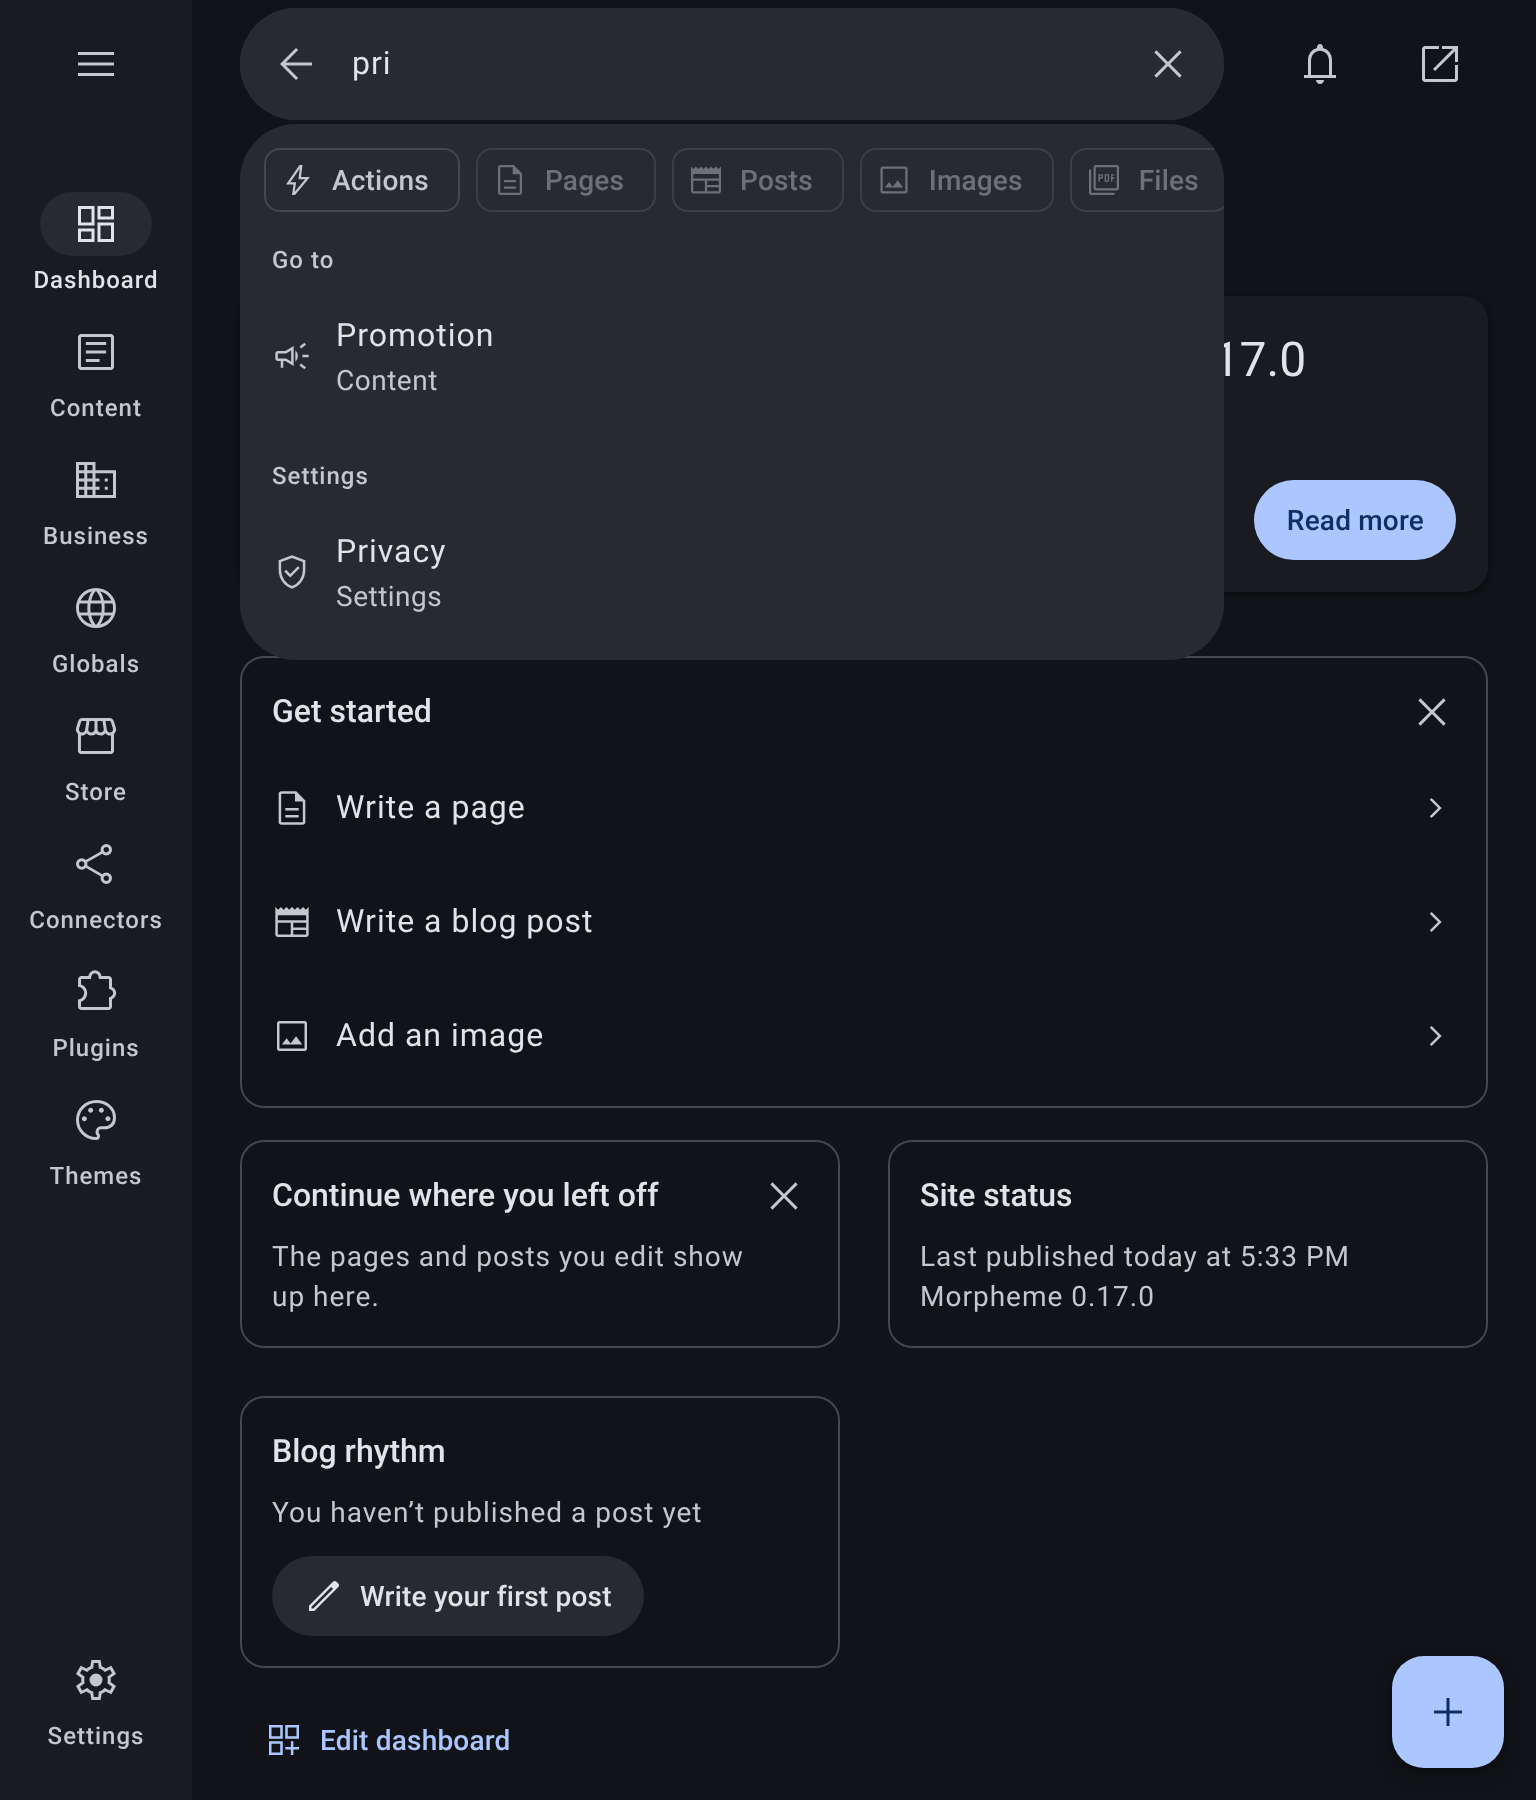 pri
Actions
Pages
Posts
Images
PDF
Files
Go to
Promotion
Content
Settings
Privacy
Settings
17.0
Read more
Dashboard
Content
Business
Globals
Store
Connectors
Plugins
Themes
Settings
Get started
Write a page
Write a blog post
Add an image
Continue where you left off
The pages and posts you edit show
up here.
Site status
Last published today at 5:33 PM
Morpheme 0.17.0
Blog rhythm
You haven’t published a post yet
Write your first post
Edit dashboard